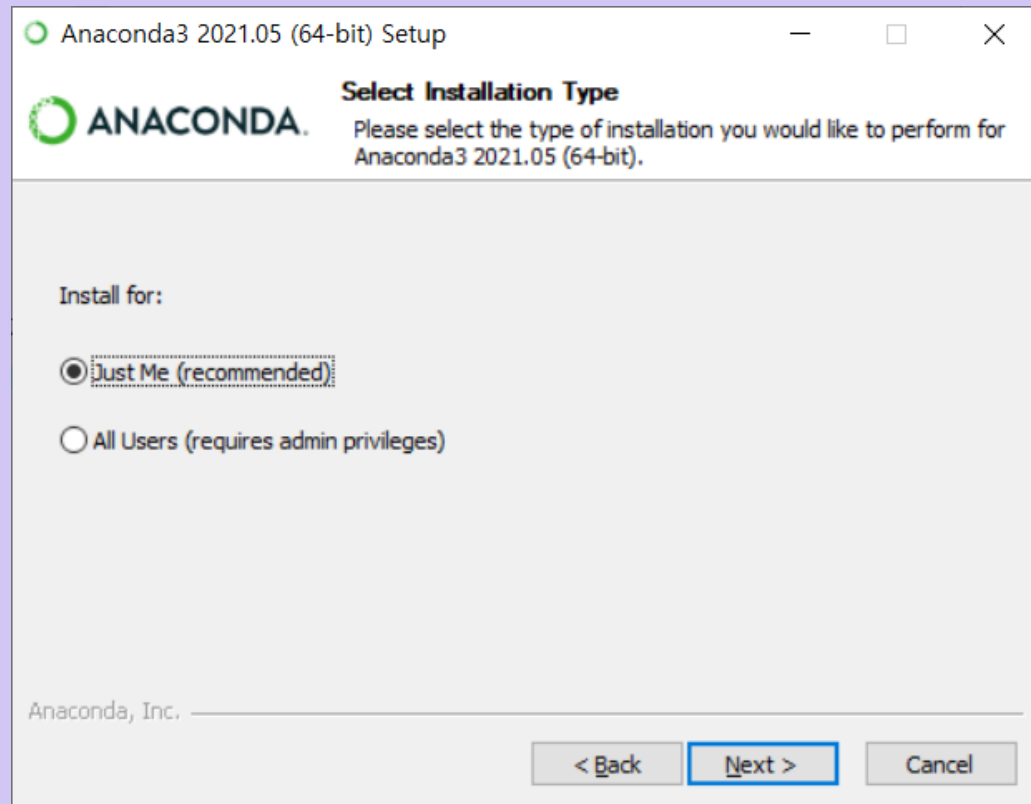 Anaconda3 2021.05 (64-bit) Setup
ANACONDA.
Select Installation Type
Please select the type of installation you would like to perform for
Anaconda3 2021.05 (64-bit).
Install for:
Just Me (recommended)
All Users (requires admin privileges)
Anaconda, Inc.
< Back
Next >
Cancel